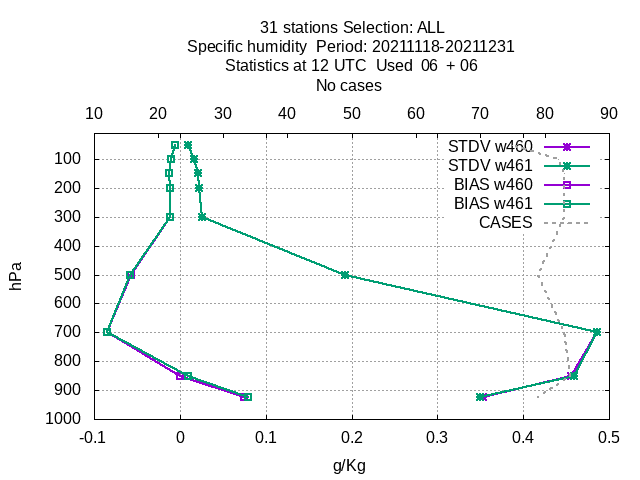 31 stations Selection: ALL
Specific humidity  Period: 20211118-20211231
Statistics at 12 UTC  Used  06  + 06
No cases
10 20 30 40 50 60 70 80 90
STDV w460
STDV w461
BIAS w460
BIAS w461
CASES
100
200
300
400
500
600
700
800
900
1000
hPa
-0.1 0 0.1 0.2 0.3 0.4 0.5
g/Kg